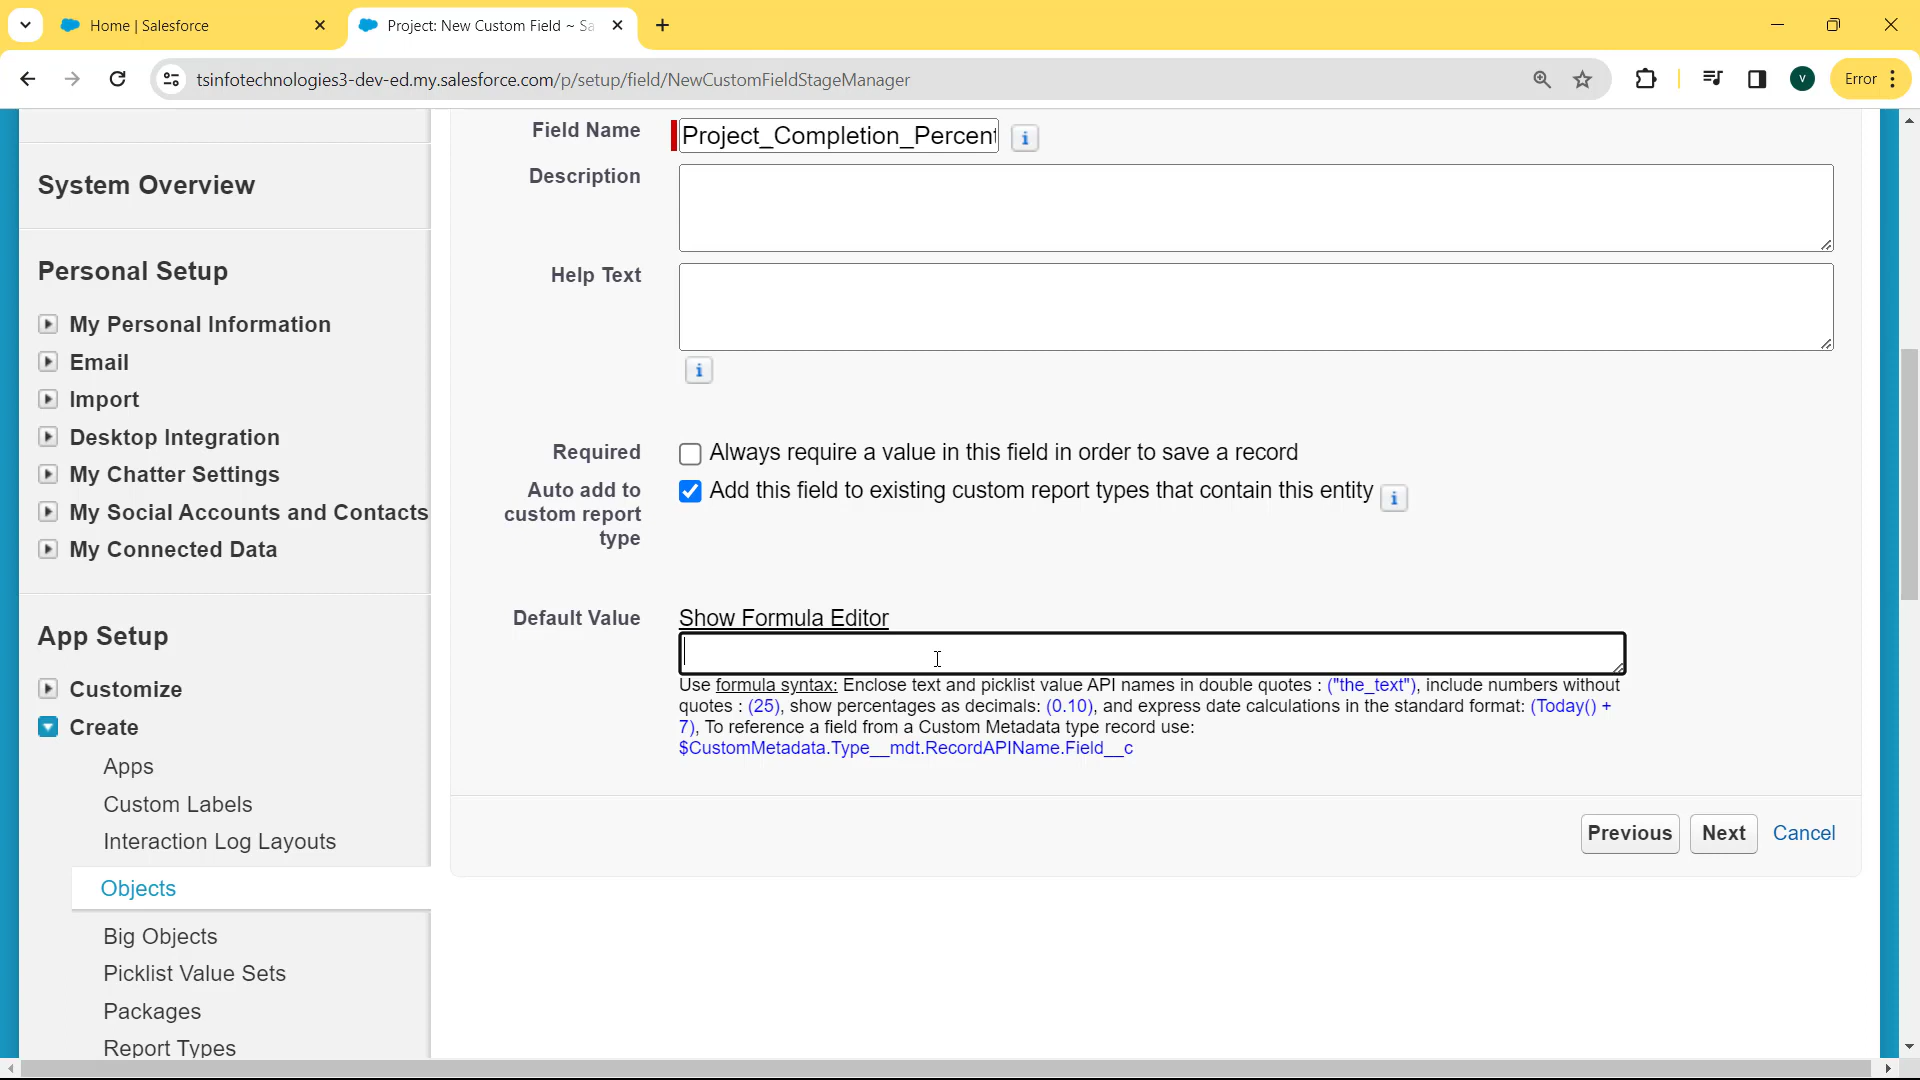 Home | Salesforce
Project: New Custom Field ~ Sa
tsinfotechnologies3-dev-ed.my.salesforce.com/p/setup/field/NewCustomFieldStageManager
V
Error
System Overview
Personal Setup
My Personal Information
Email
Import
Desktop Integration
My Chatter Settings
My Social Accounts and Contacts
My Connected Data
App Setup
Customize
Create
Apps
Custom Labels
Interaction Log Layouts
Objects
Big Objects
Picklist Value Sets
Packages
Report Types
Field Name
Project_Completion_Percent
i
Description
Help Text
i
Required
Always require a value in this field in order to save a record
Auto add to
custom report
type
Add this field to existing custom report types that contain this entity
i
Default Value
Show Formula Editor
Use formula syntax: Enclose text and picklist value API names in double quotes : ("the_text"), include numbers without
quotes : (25), show percentages as decimals: (0.10), and express date calculations in the standard format: (Today() +
7), To reference a field from a Custom Metadata type record use:
$CustomMetadata.Type__mdt.RecordAPIName.Field__c
Previous
Next
Cancel